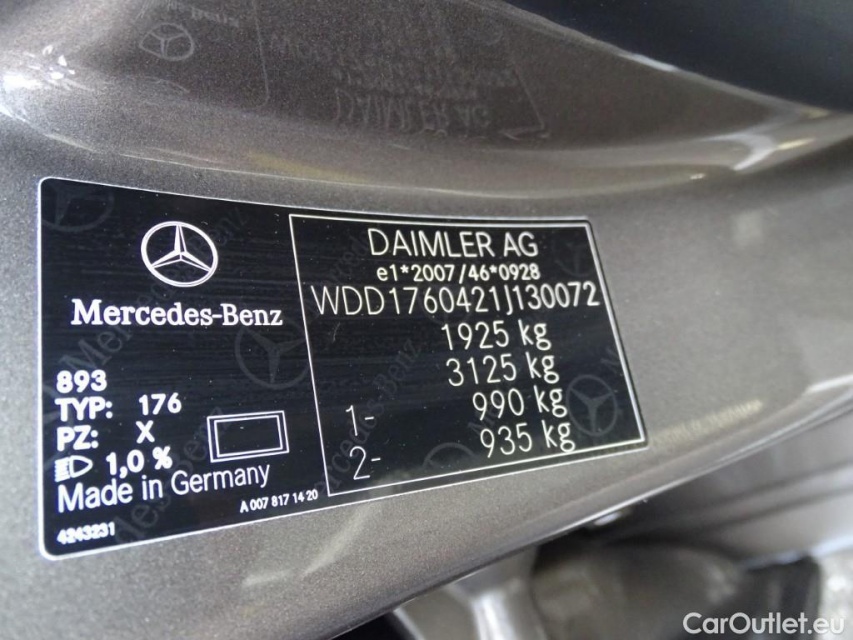 Mercedes-Benz
893
TYP: 176
PZ: X
1,0 %
Made in Germany
A 007 817 14 20
4243231
DAIMLER AG
e1*2007/46*0928
WDD1760421J130072
1925 kg
3125 kg
1- 990 kg
2- 935 kg
CarOutlet.eu